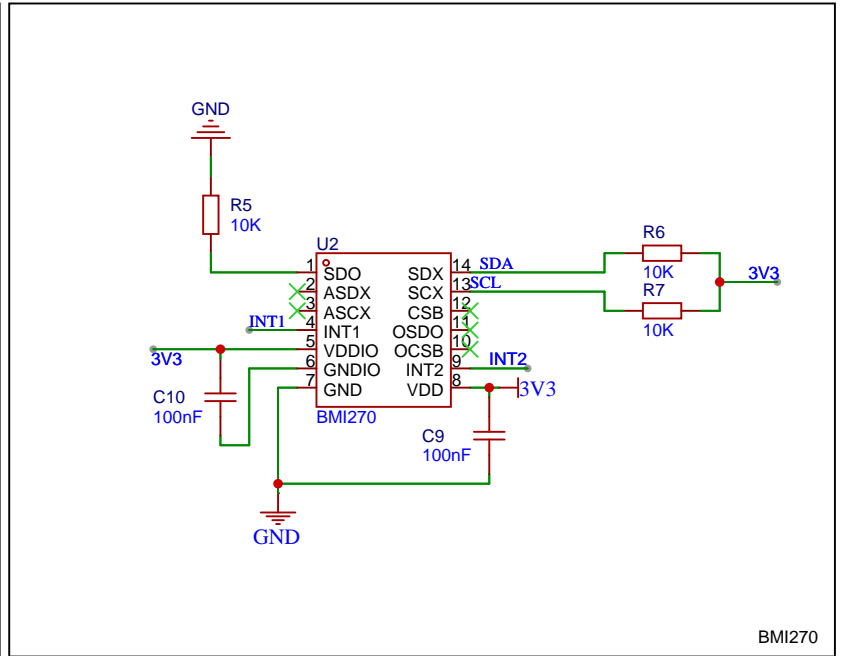 GND
R5
10K
U2
1 SDO
2 ASDX
3 ASCX
4 INT1
5 VDDIO
6 GNDIO
7 GND
14 SDX
13 SCX
12 CSB
11 OSDO
10 OCSB
9 INT2
8 VDD
BMI270
SDA
SCL
INT1
3V3
C10
100nF
INT2
3V3
C9
100nF
GND
R6
10K
R7
10K
3V3
BMI270